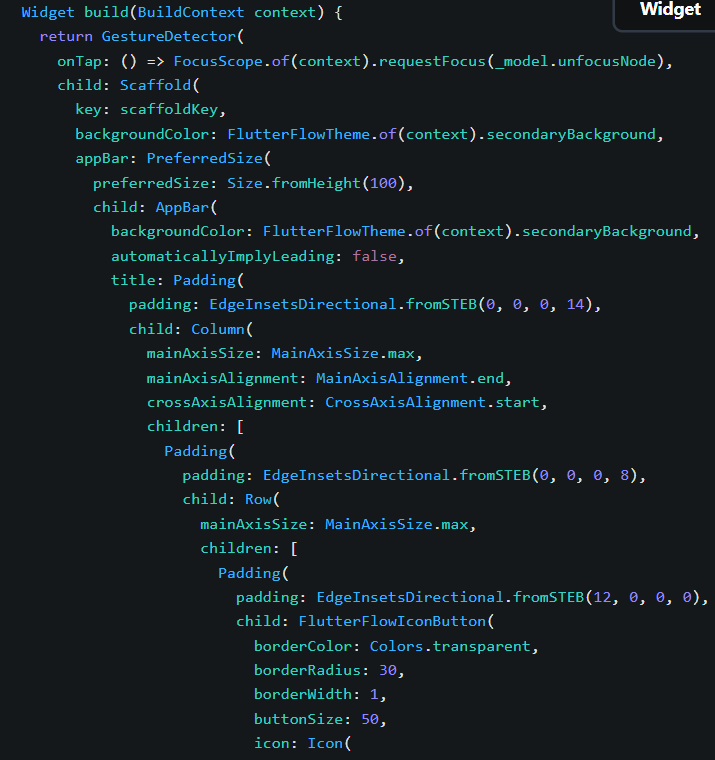 Widget build(BuildContext context) {
Widget
return GestureDetector(
onTap: () => FocusScope.of(context).requestFocus(_model.unfocusNode),
child: Scaffold(
key: scaffoldKey,
backgroundColor: FlutterFlowTheme.of(context).secondaryBackground,
appBar: PreferredSize(
preferredSize: Size.fromHeight(100),
child: AppBar(
backgroundColor: FlutterFlowTheme.of(context).secondaryBackground,
automaticallyImplyLeading: false,
title: Padding(
padding: EdgeInsetsDirectional.fromSTEB(0, 0, 0, 14),
child: Column(
mainAxisSize: MainAxisSize.max,
mainAxisAlignment: MainAxisAlignment.end,
crossAxisAlignment: CrossAxisAlignment.start,
children: [
Padding(
padding: EdgeInsetsDirectional.fromSTEB(0, 0, 0, 8),
child: Row(
mainAxisSize: MainAxisSize.max,
children: [
Padding(
padding: EdgeInsetsDirectional.fromSTEB(12, 0, 0, 0),
child: FlutterFlowIconButton(
borderColor: Colors.transparent,
borderRadius: 30,
borderWidth: 1,
buttonSize: 50,
icon: Icon(